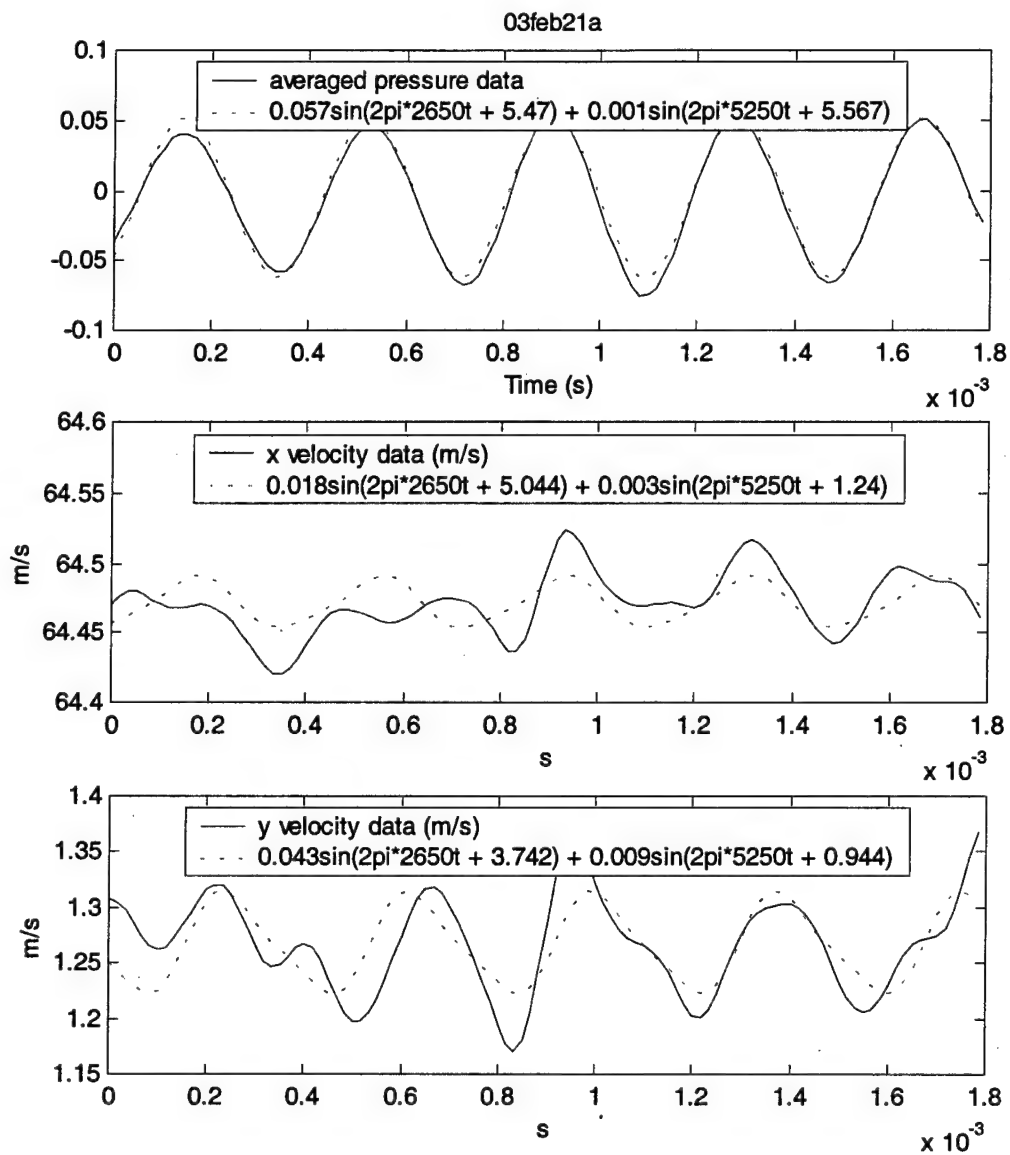 03feb21a
averaged pressure data
0.057sin(2pi*2650t + 5.47) + 0.001sin(2pi*5250t + 5.567)
0.1
0.05
0
-0.05
-0.1
0 0.2 0.4 0.6 0.8 1 1.2 1.4 1.6 1.8
Time (s)
x 10-3
x velocity data (m/s)
0.018sin(2pi*2650t + 5.044) + 0.003sin(2pi*5250t + 1.24)
64.6
64.55
64.5
64.45
64.4
m/s
0 0.2 0.4 0.6 0.8 1 1.2 1.4 1.6 1.8
s
x 10-3
y velocity data (m/s)
0.043sin(2pi*2650t + 3.742) + 0.009sin(2pi*5250t + 0.944)
1.4
1.35
1.3
1.25
1.2
1.15
m/s
0 0.2 0.4 0.6 0.8 1 1.2 1.4 1.6 1.8
s
x 10-3